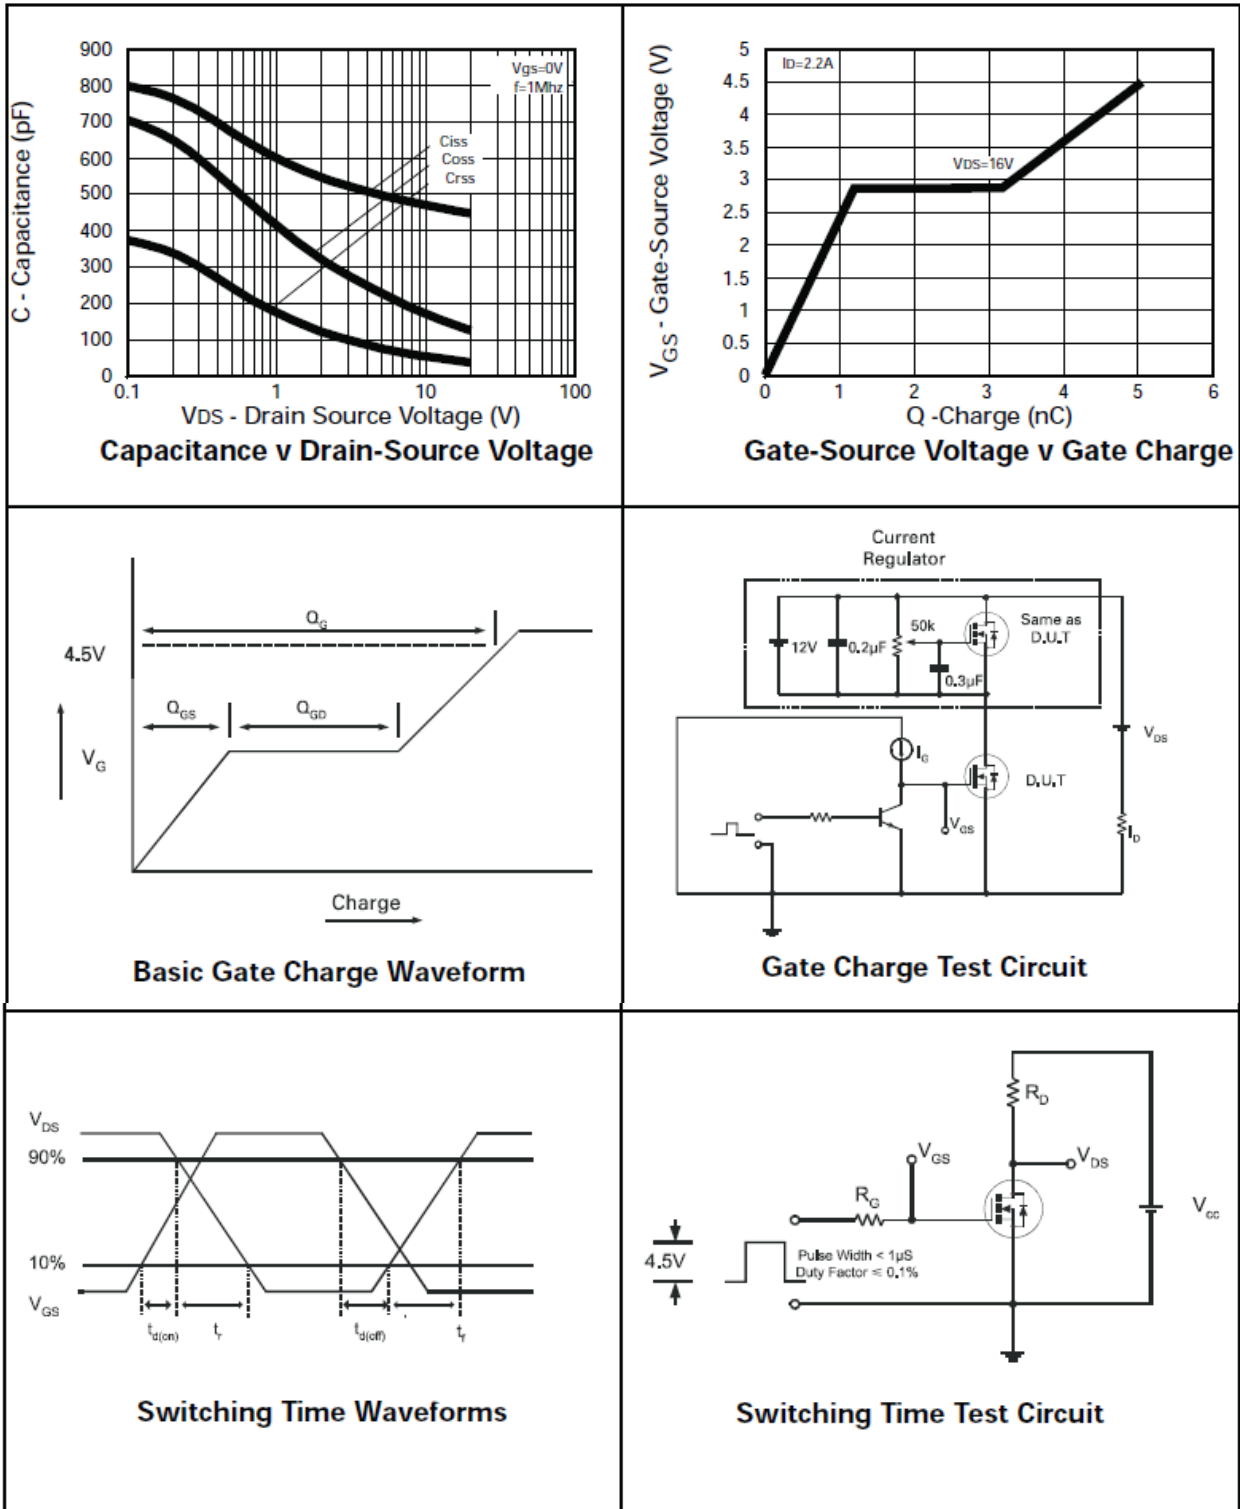 900
800
700
600
500
400
300
200
100
0
C - Capacitance (pF)
Vgs=0V
f=1Mhz
Ciss
Coss
Crss
0.1
1
10
100
VDS - Drain Source Voltage (V)
Capacitance v Drain-Source Voltage
5
4.5
4
3.5
3
2.5
2
1.5
1
0.5
0
VGS - Gate-Source Voltage (V)
ID=2.2A
VDS=16V
0
1
2
3
4
5
6
Q -Charge (nC)
Gate-Source Voltage v Gate Charge
QG
4.5V
QGS
QGD
VG
Charge
Basic Gate Charge Waveform
Current
Regulator
12V
0.2µF
50k
0.3µF
Same as
D.U.T
IG
VDS
D.U.T
VGS
ID
Gate Charge Test Circuit
VDS
90%
10%
VGS
td(on)
tr
td(off)
tf
Switching Time Waveforms
RD
VGS
VDS
RG
Vcc
4.5V
Pulse Width < 1µS
Duty Factor ≤ 0.1%
Switching Time Test Circuit